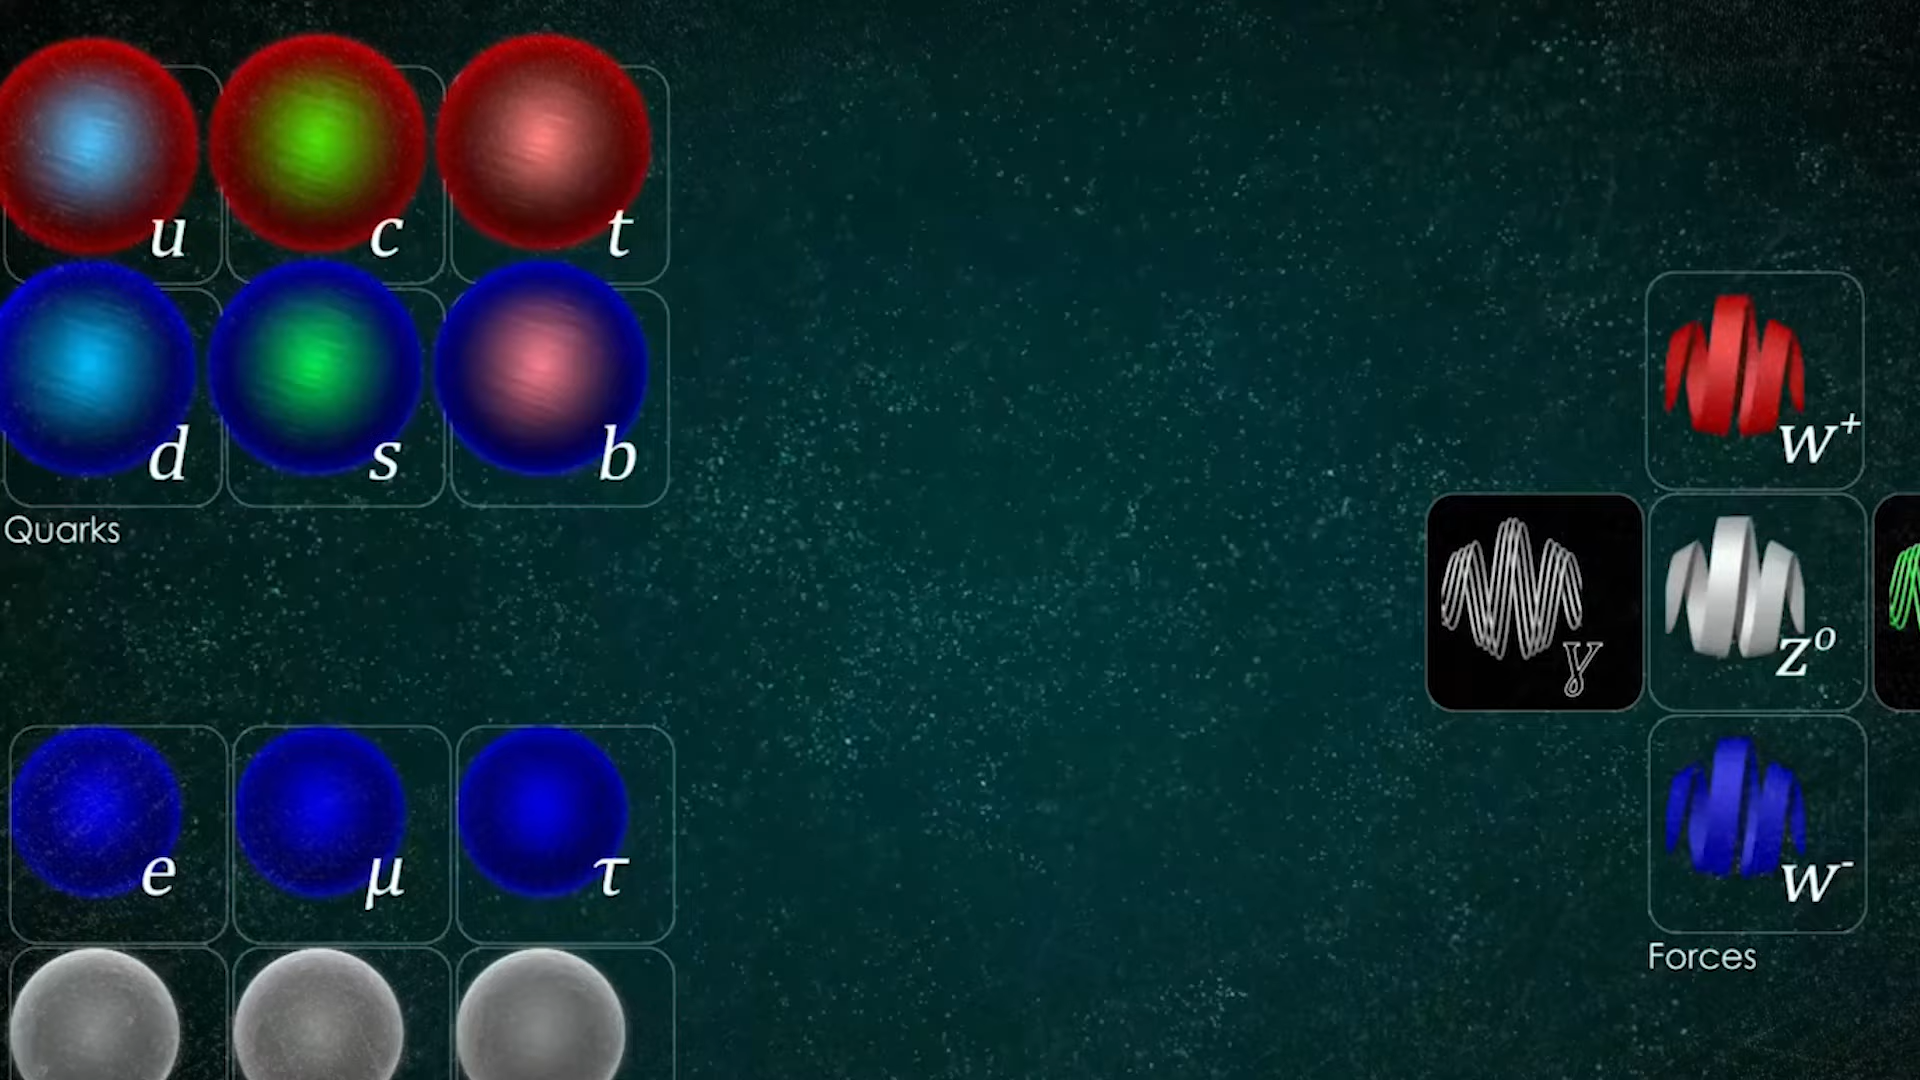 u c t
d s b
Quarks
W⁺
γ Z⁰
W⁻
Forces
e μ τ